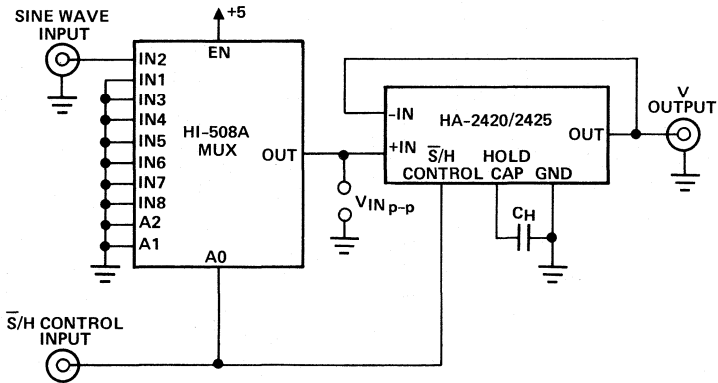 SINE WAVE
INPUT
+5
EN
IN2
IN1
IN3
IN4
IN5
IN6
IN7
IN8
A2
A1
HI-508A
MUX
OUT
A0
V
IN p-p
-IN
+IN
HA-2420/2425
S̅/H
CONTROL
HOLD
CAP
GND
OUT
CH
V
OUTPUT
S̅/H CONTROL
INPUT